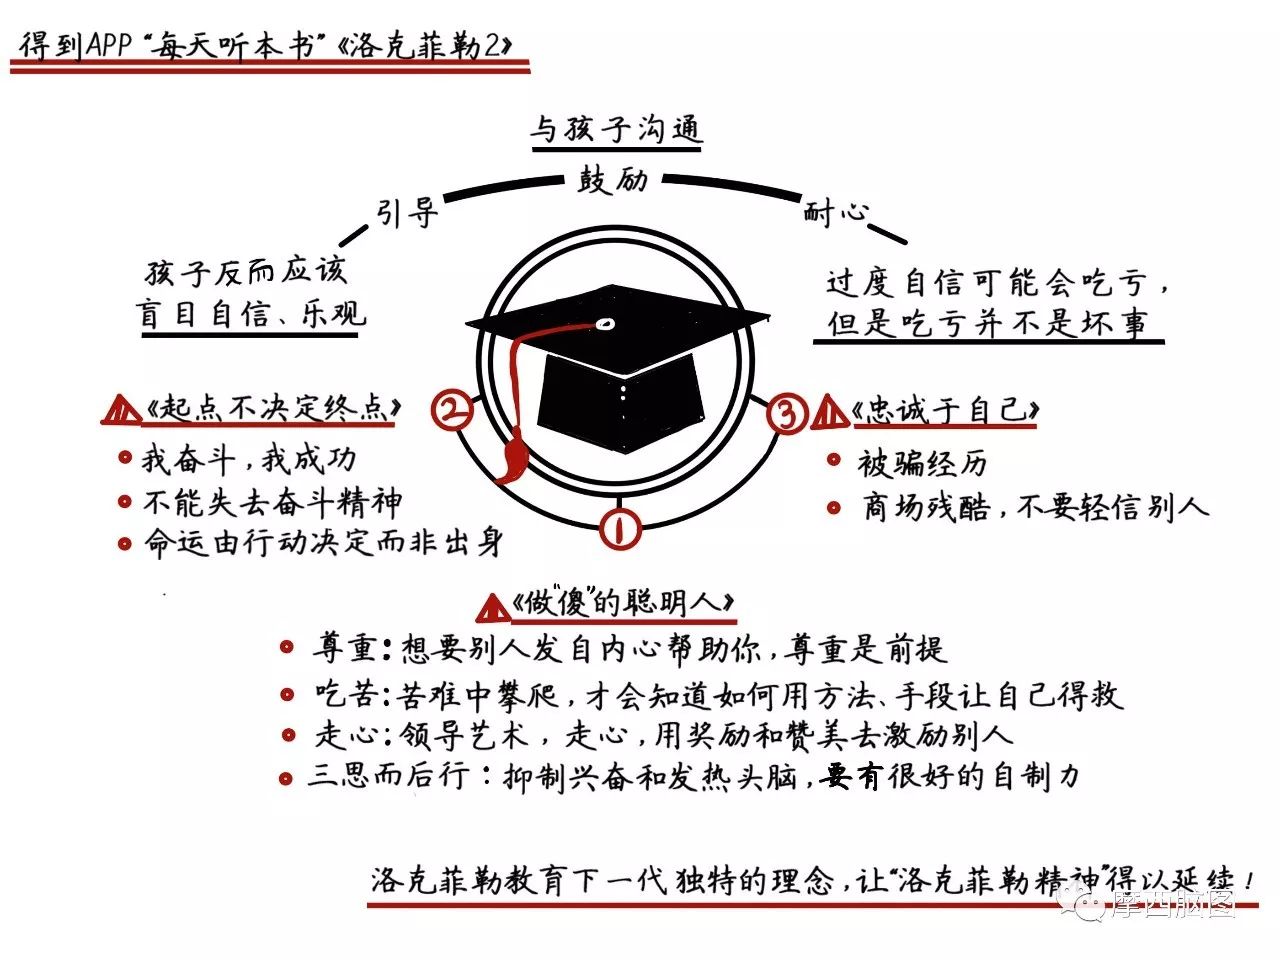 得到APP“每天听本书”《洛克菲勒2》
与孩子沟通
引导
鼓励
耐心
孩子反而应该
盲目自信、乐观
过度自信可能会吃亏，
但是吃亏并不是坏事
②
③
①
《起点不决定终点》
我奋斗，我成功
不能失去奋斗精神
命运由行动决定而非出身
《忠诚于自己》
被骗经历
商场残酷，不要轻信别人
《做“傻”的聪明人》
尊重：想要别人发自内心帮助你，尊重是前提
吃苦：苦难中攀爬，才会知道如何用方法、手段让自己得救
走心：领导艺术，走心，用奖励和赞美去激励别人
三思而后行：抑制兴奋和发热头脑，要有很好的自制力
洛克菲勒教育下一代独特的理念，让“洛克菲勒精神”得以延续！
摩西脑图